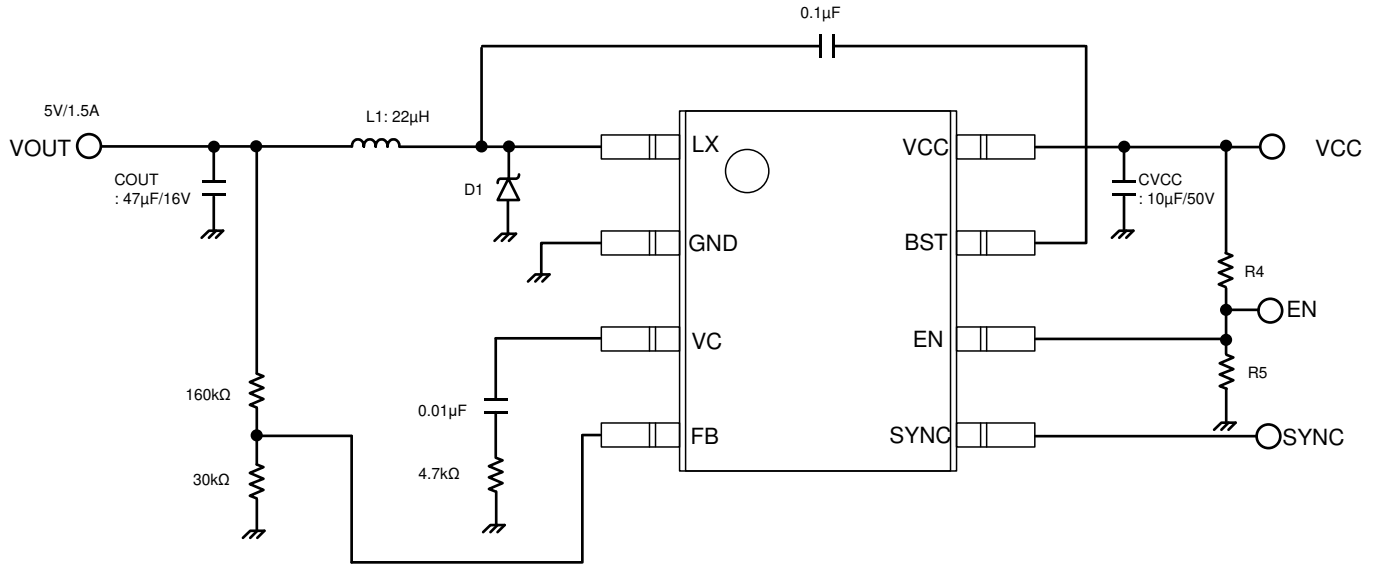 0.1µF
5V/1.5A
VOUT
L1: 22µH
LX
VCC
VCC
COUT
: 47µF/16V
D1
CVCC
: 10µF/50V
GND
BST
R4
EN
VC
EN
R5
160kΩ
0.01µF
FB
SYNC
SYNC
30kΩ
4.7kΩ